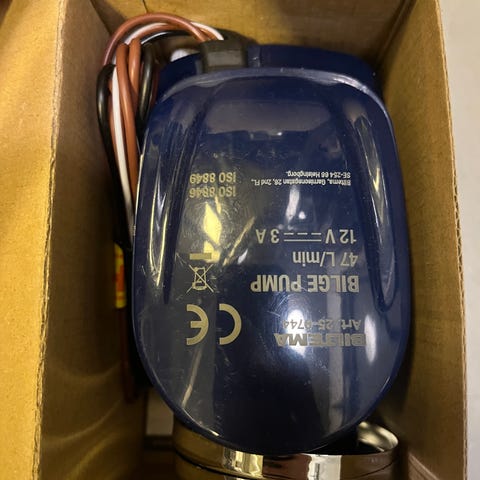 BILTEMA
Art. 25-9744
BILGE PUMP
47 L/min
12 V 3 A
CE
ISO 8846
ISO 8849
Biltema, Garnisonsgatan 26, 2nd FL.,
SE-254 66 Helsingborg.